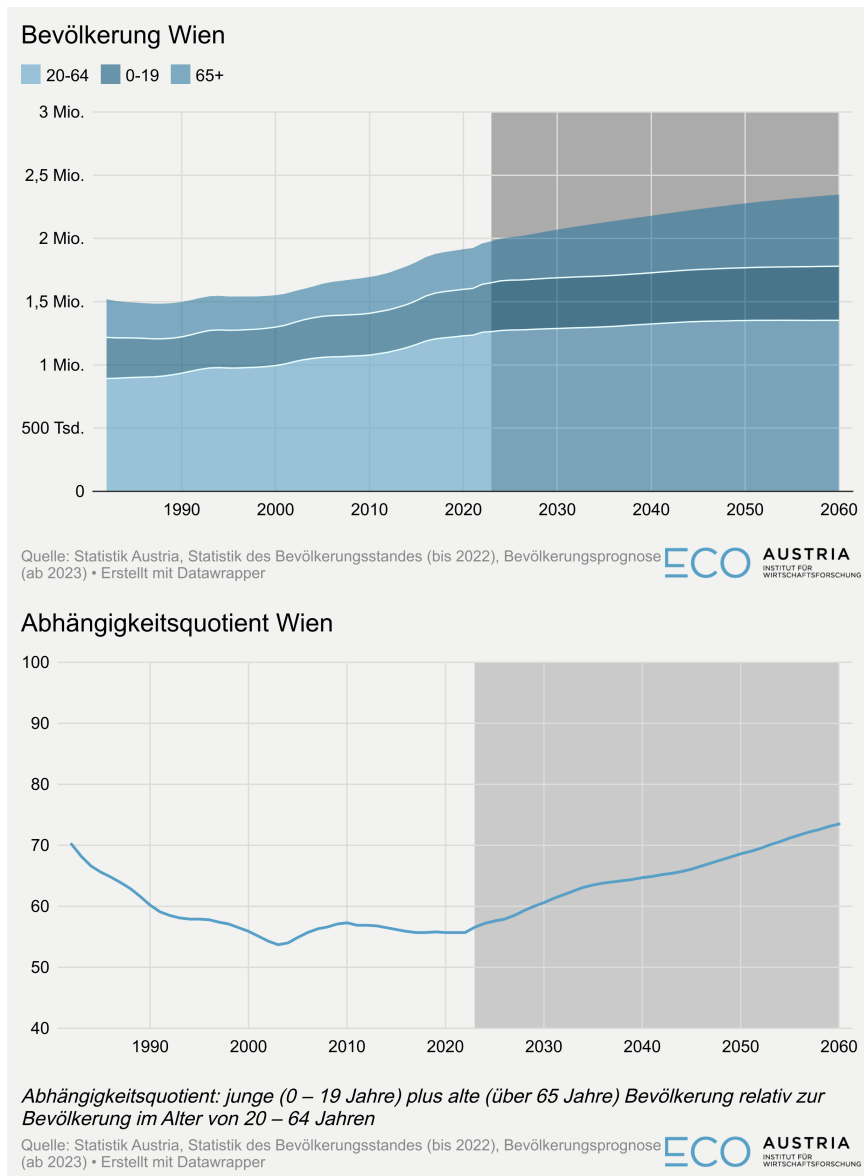 Bevölkerung Wien
20-64 0-19 65+
3 Mio.
2,5 Mio.
2 Mio.
1,5 Mio.
1 Mio.
500 Tsd.
0
1990 2000 2010 2020 2030 2040 2050 2060
Quelle: Statistik Austria, Statistik des Bevölkerungsstandes (bis 2022), Bevölkerungsprognose
(ab 2023) • Erstellt mit Datawrapper
ECO AUSTRIA
INSTITUT FÜR
WIRTSCHAFTSFORSCHUNG
Abhängigkeitsquotient Wien
100
90
80
70
60
50
40
1990 2000 2010 2020 2030 2040 2050 2060
Abhängigkeitsquotient: junge (0 – 19 Jahre) plus alte (über 65 Jahre) Bevölkerung relativ zur
Bevölkerung im Alter von 20 – 64 Jahren
Quelle: Statistik Austria, Statistik des Bevölkerungsstandes (bis 2022), Bevölkerungsprognose
(ab 2023) • Erstellt mit Datawrapper
ECO AUSTRIA
INSTITUT FÜR
WIRTSCHAFTSFORSCHUNG